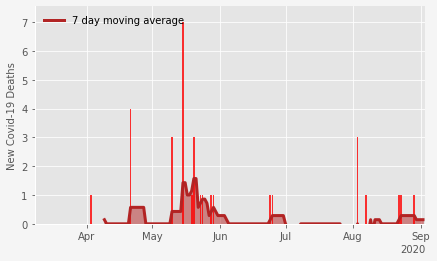 7 day moving average
New Covid-19 Deaths
7
6
5
4
3
2
1
0
Apr
May
Jun
Jul
Aug
Sep
2020